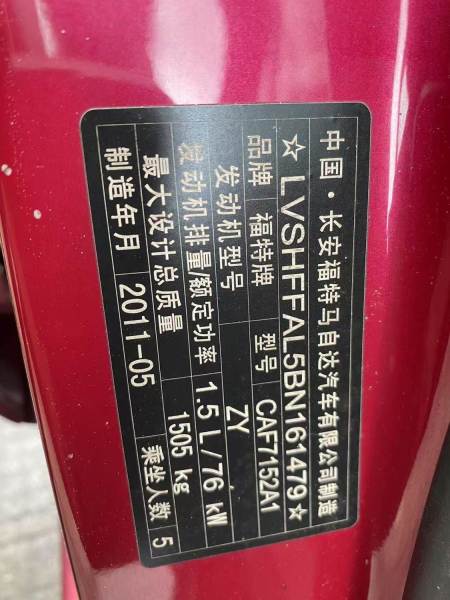 中国·长安福特马自达汽车有限公司制造
☆LVSHFFAL5BN161479☆
品牌 福特牌 型号 CAF7152A1
发动机型号 ZY
发动机排量/额定功率 1.5L/76 kW
最大设计总质量 1505 kg
制造年月 2011-05 乘坐人数 5